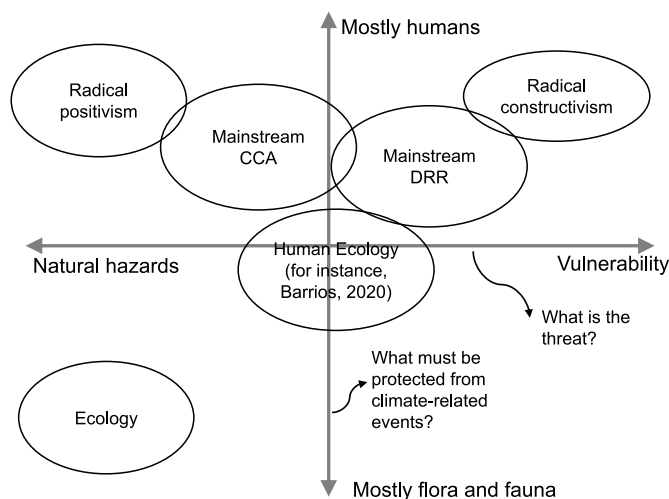 Mostly humans
Radical
positivism
Radical
constructivism
Mainstream
CCA
Mainstream
DRR
Natural hazards
Human Ecology
(for instance,
Barrios, 2020)
Vulnerability
What is the
threat?
What must be
protected from
climate-related
events?
Ecology
Mostly flora and fauna